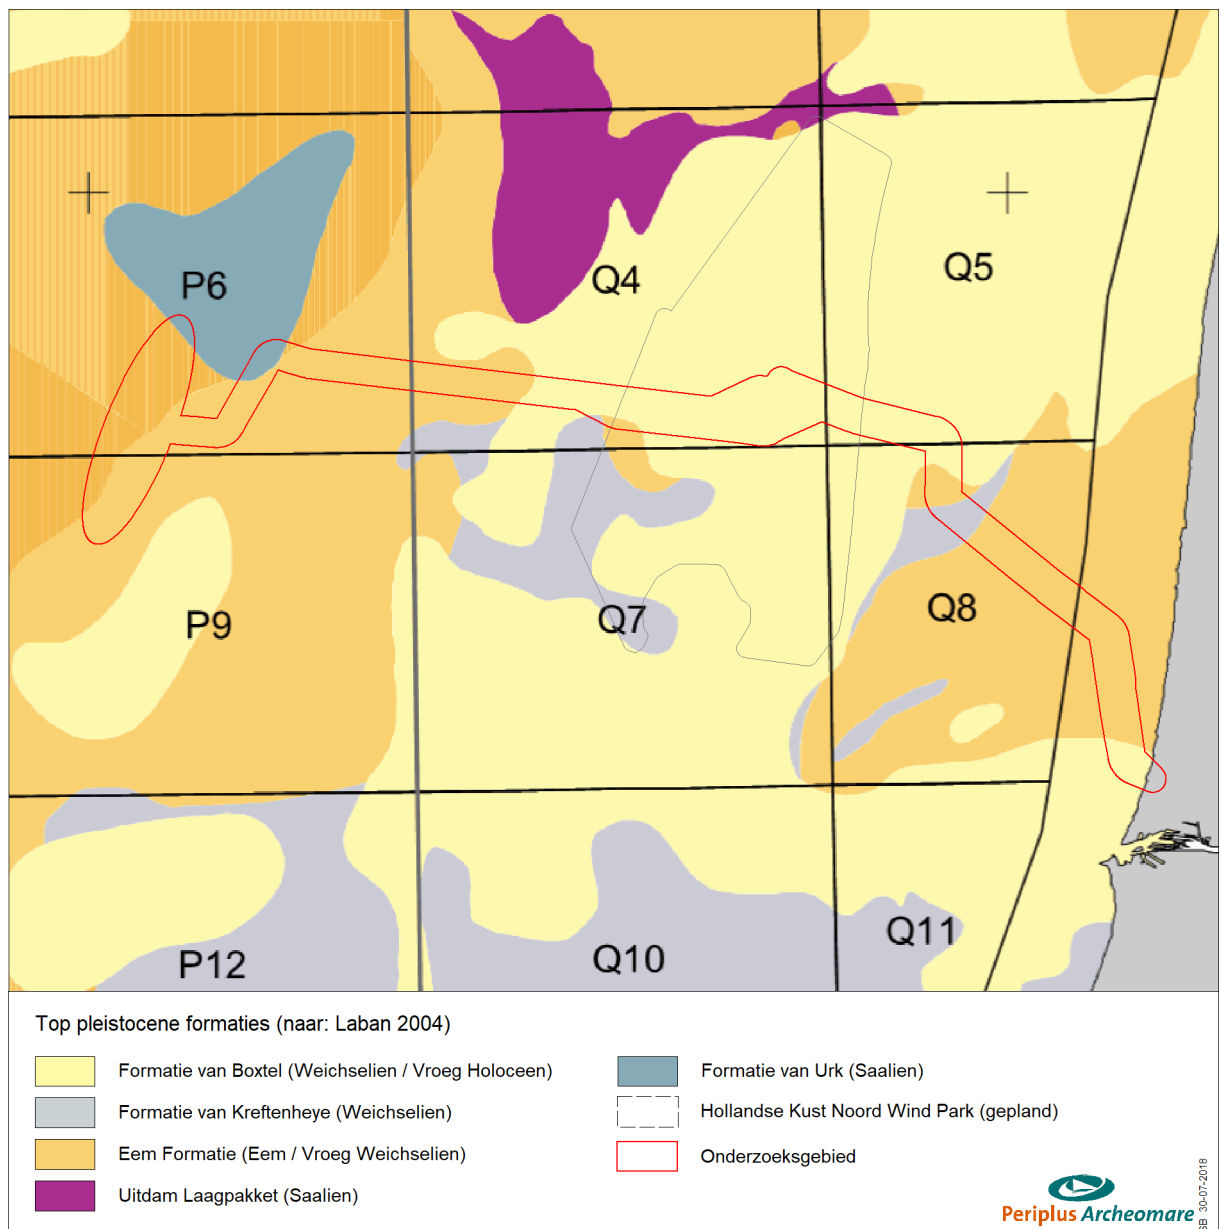 P6
Q4
Q5
P9
Q7
Q8
P12
Q10
Q11
Top pleistocene formaties (naar: Laban 2004)
Formatie van Boxtel (Weichselien / Vroeg Holoceen)
Formatie van Kreftenheye (Weichselien)
Eem Formatie (Eem / Vroeg Weichselien)
Uitdam Laagpakket (Saalien)
Formatie van Urk (Saalien)
Hollandse Kust Noord Wind Park (gepland)
Onderzoeksgebied
Periplus Archeomare
SB 30-07-2018